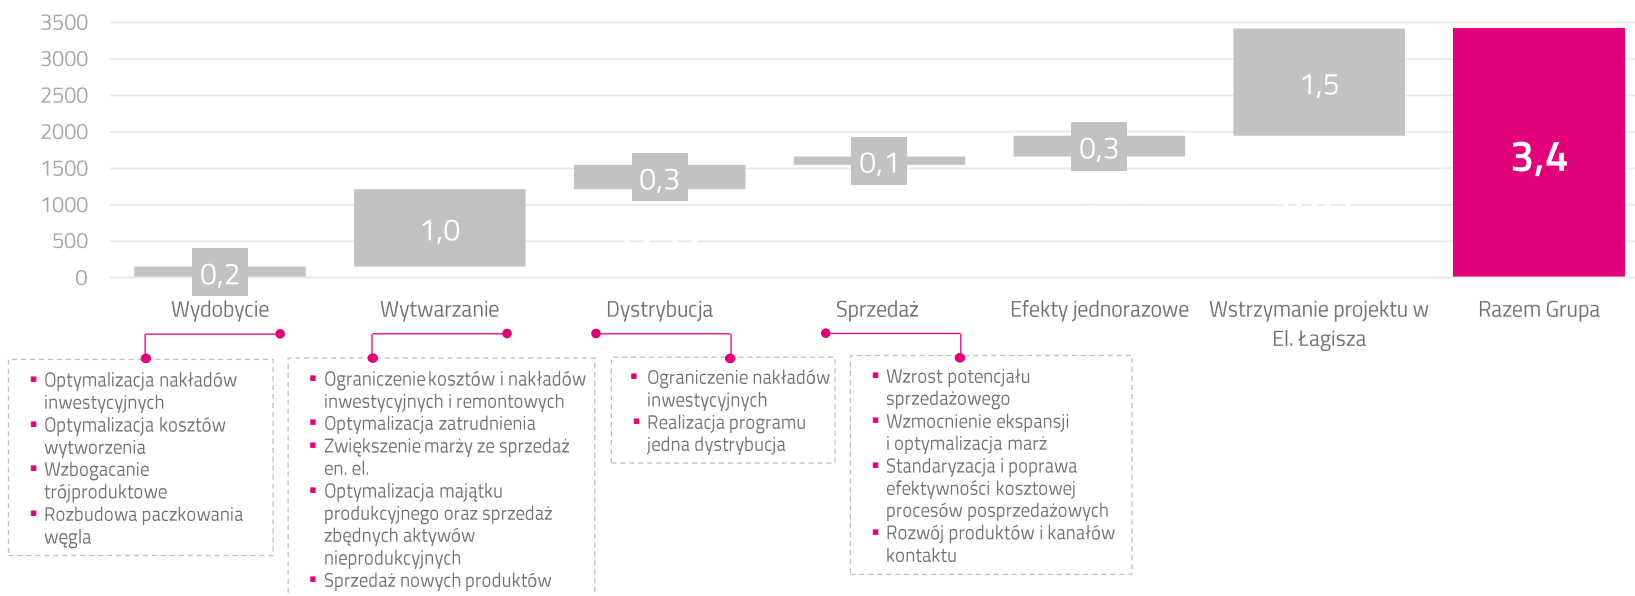 3500
3000
2500
2000
1500
1000
500
0
0,2
1,0
0,3
0,1
0,3
1,5
3,4
Wydobycie
Wytwarzanie
Dystrybucja
Sprzedaż
Efekty jednorazowe
Wstrzymanie projektu w
El. Łagisza
Razem Grupa
▪ Optymalizacja nakładów
inwestycyjnych
▪ Optymalizacja kosztów
wytworzenia
▪ Wzbogacanie
trójproduktowe
▪ Rozbudowa paczkowania
węgla
▪ Ograniczenie kosztów i nakładów
inwestycyjnych i remontowych
▪ Optymalizacja zatrudnienia
▪ Zwiększenie marży ze sprzedaż
en. el.
▪ Optymalizacja majątku
produkcyjnego oraz sprzedaż
zbędnych aktywów
nieprodukcyjnych
▪ Sprzedaż nowych produktów
▪ Ograniczenie nakładów
inwestycyjnych
▪ Realizacja programu
jedna dystrybucja
▪ Wzrost potencjału
sprzedażowego
▪ Wzmocnienie ekspansji
i optymalizacja marż
▪ Standaryzacja i poprawa
efektywności kosztowej
procesów posprzedażowych
▪ Rozwój produktów i kanałów
kontaktu